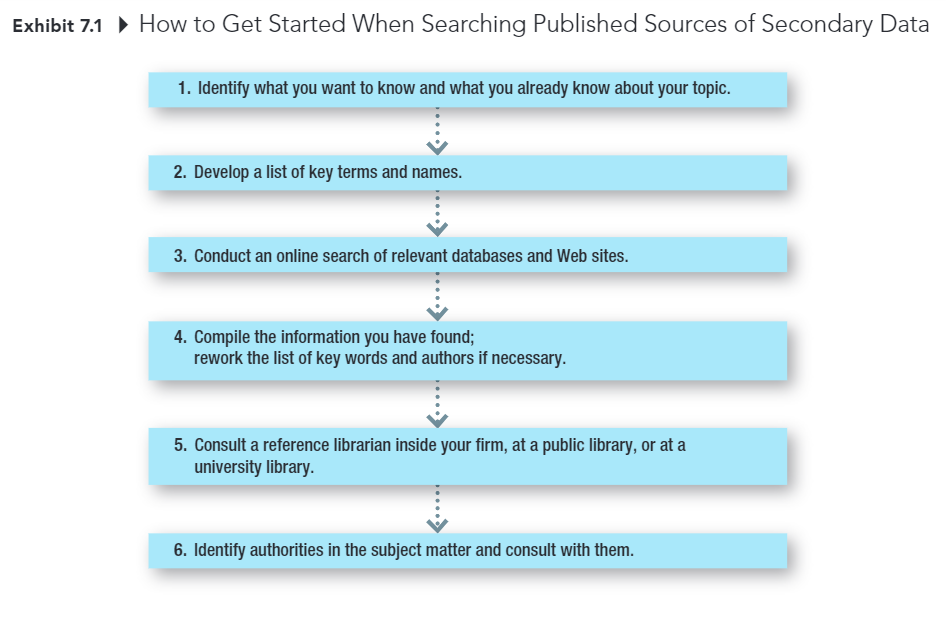 Exhibit 7.1 ▶ How to Get Started When Searching Published Sources of Secondary Data
1. Identify what you want to know and what you already know about your topic.
2. Develop a list of key terms and names.
3. Conduct an online search of relevant databases and Web sites.
4. Compile the information you have found;
rework the list of key words and authors if necessary.
5. Consult a reference librarian inside your firm, at a public library, or at a
university library.
6. Identify authorities in the subject matter and consult with them.